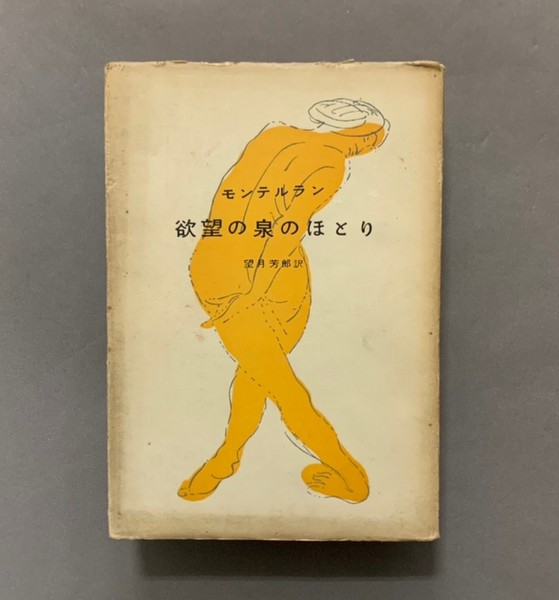 モンテルラン
欲望の泉のほとり
望月芳郎訳